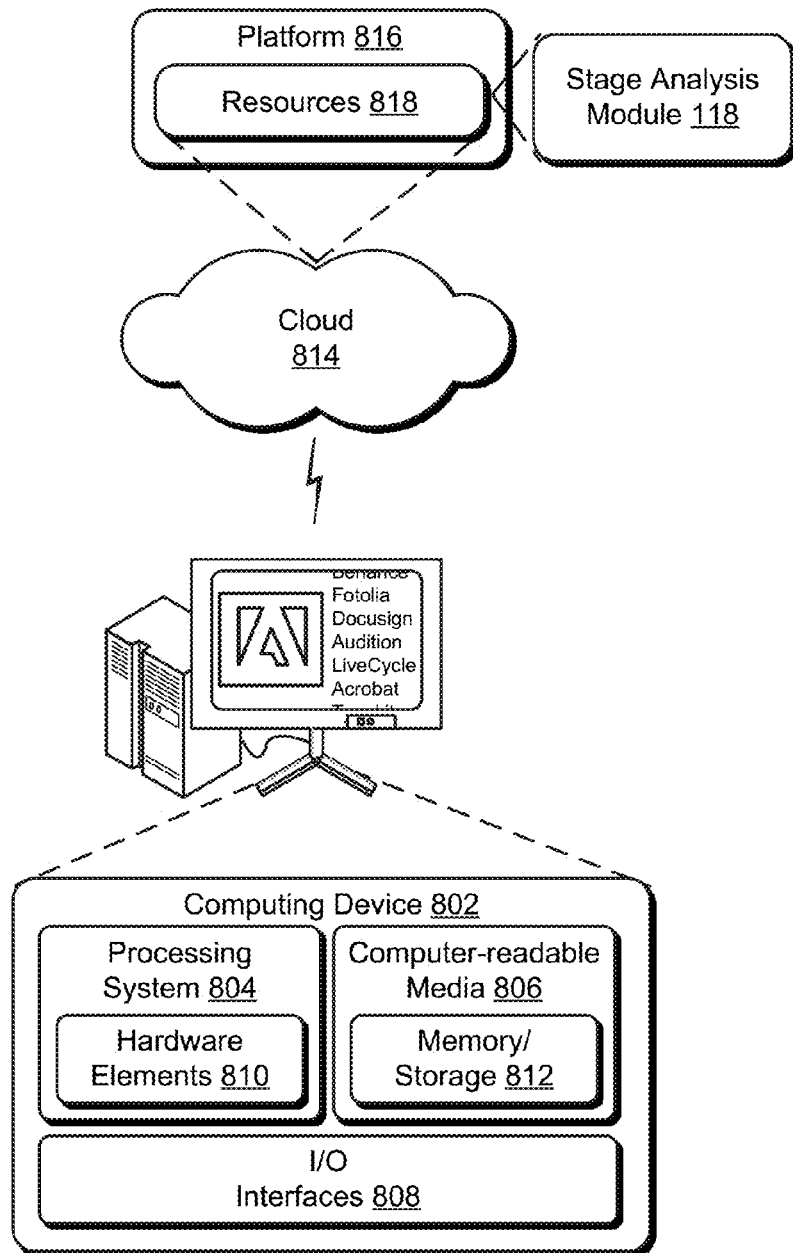 Platform 816
Resources 818
Stage Analysis
Module 118
Cloud
814
Fotolia
Docusign
Audition
LiveCycle
Acrobat
Computing Device 802
Processing
System 804
Hardware
Elements 810
Computer-readable
Media 806
Memory/
Storage 812
I/O
Interfaces 808